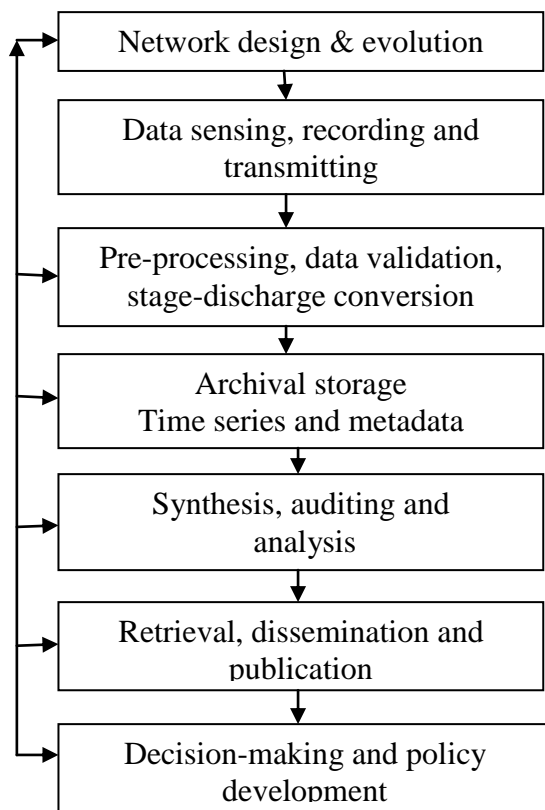 Network design & evolution
Data sensing, recording and
transmitting
Pre-processing, data validation,
stage-discharge conversion
Archival storage
Time series and metadata
Synthesis, auditing and
analysis
Retrieval, dissemination and
publication
Decision-making and policy
development